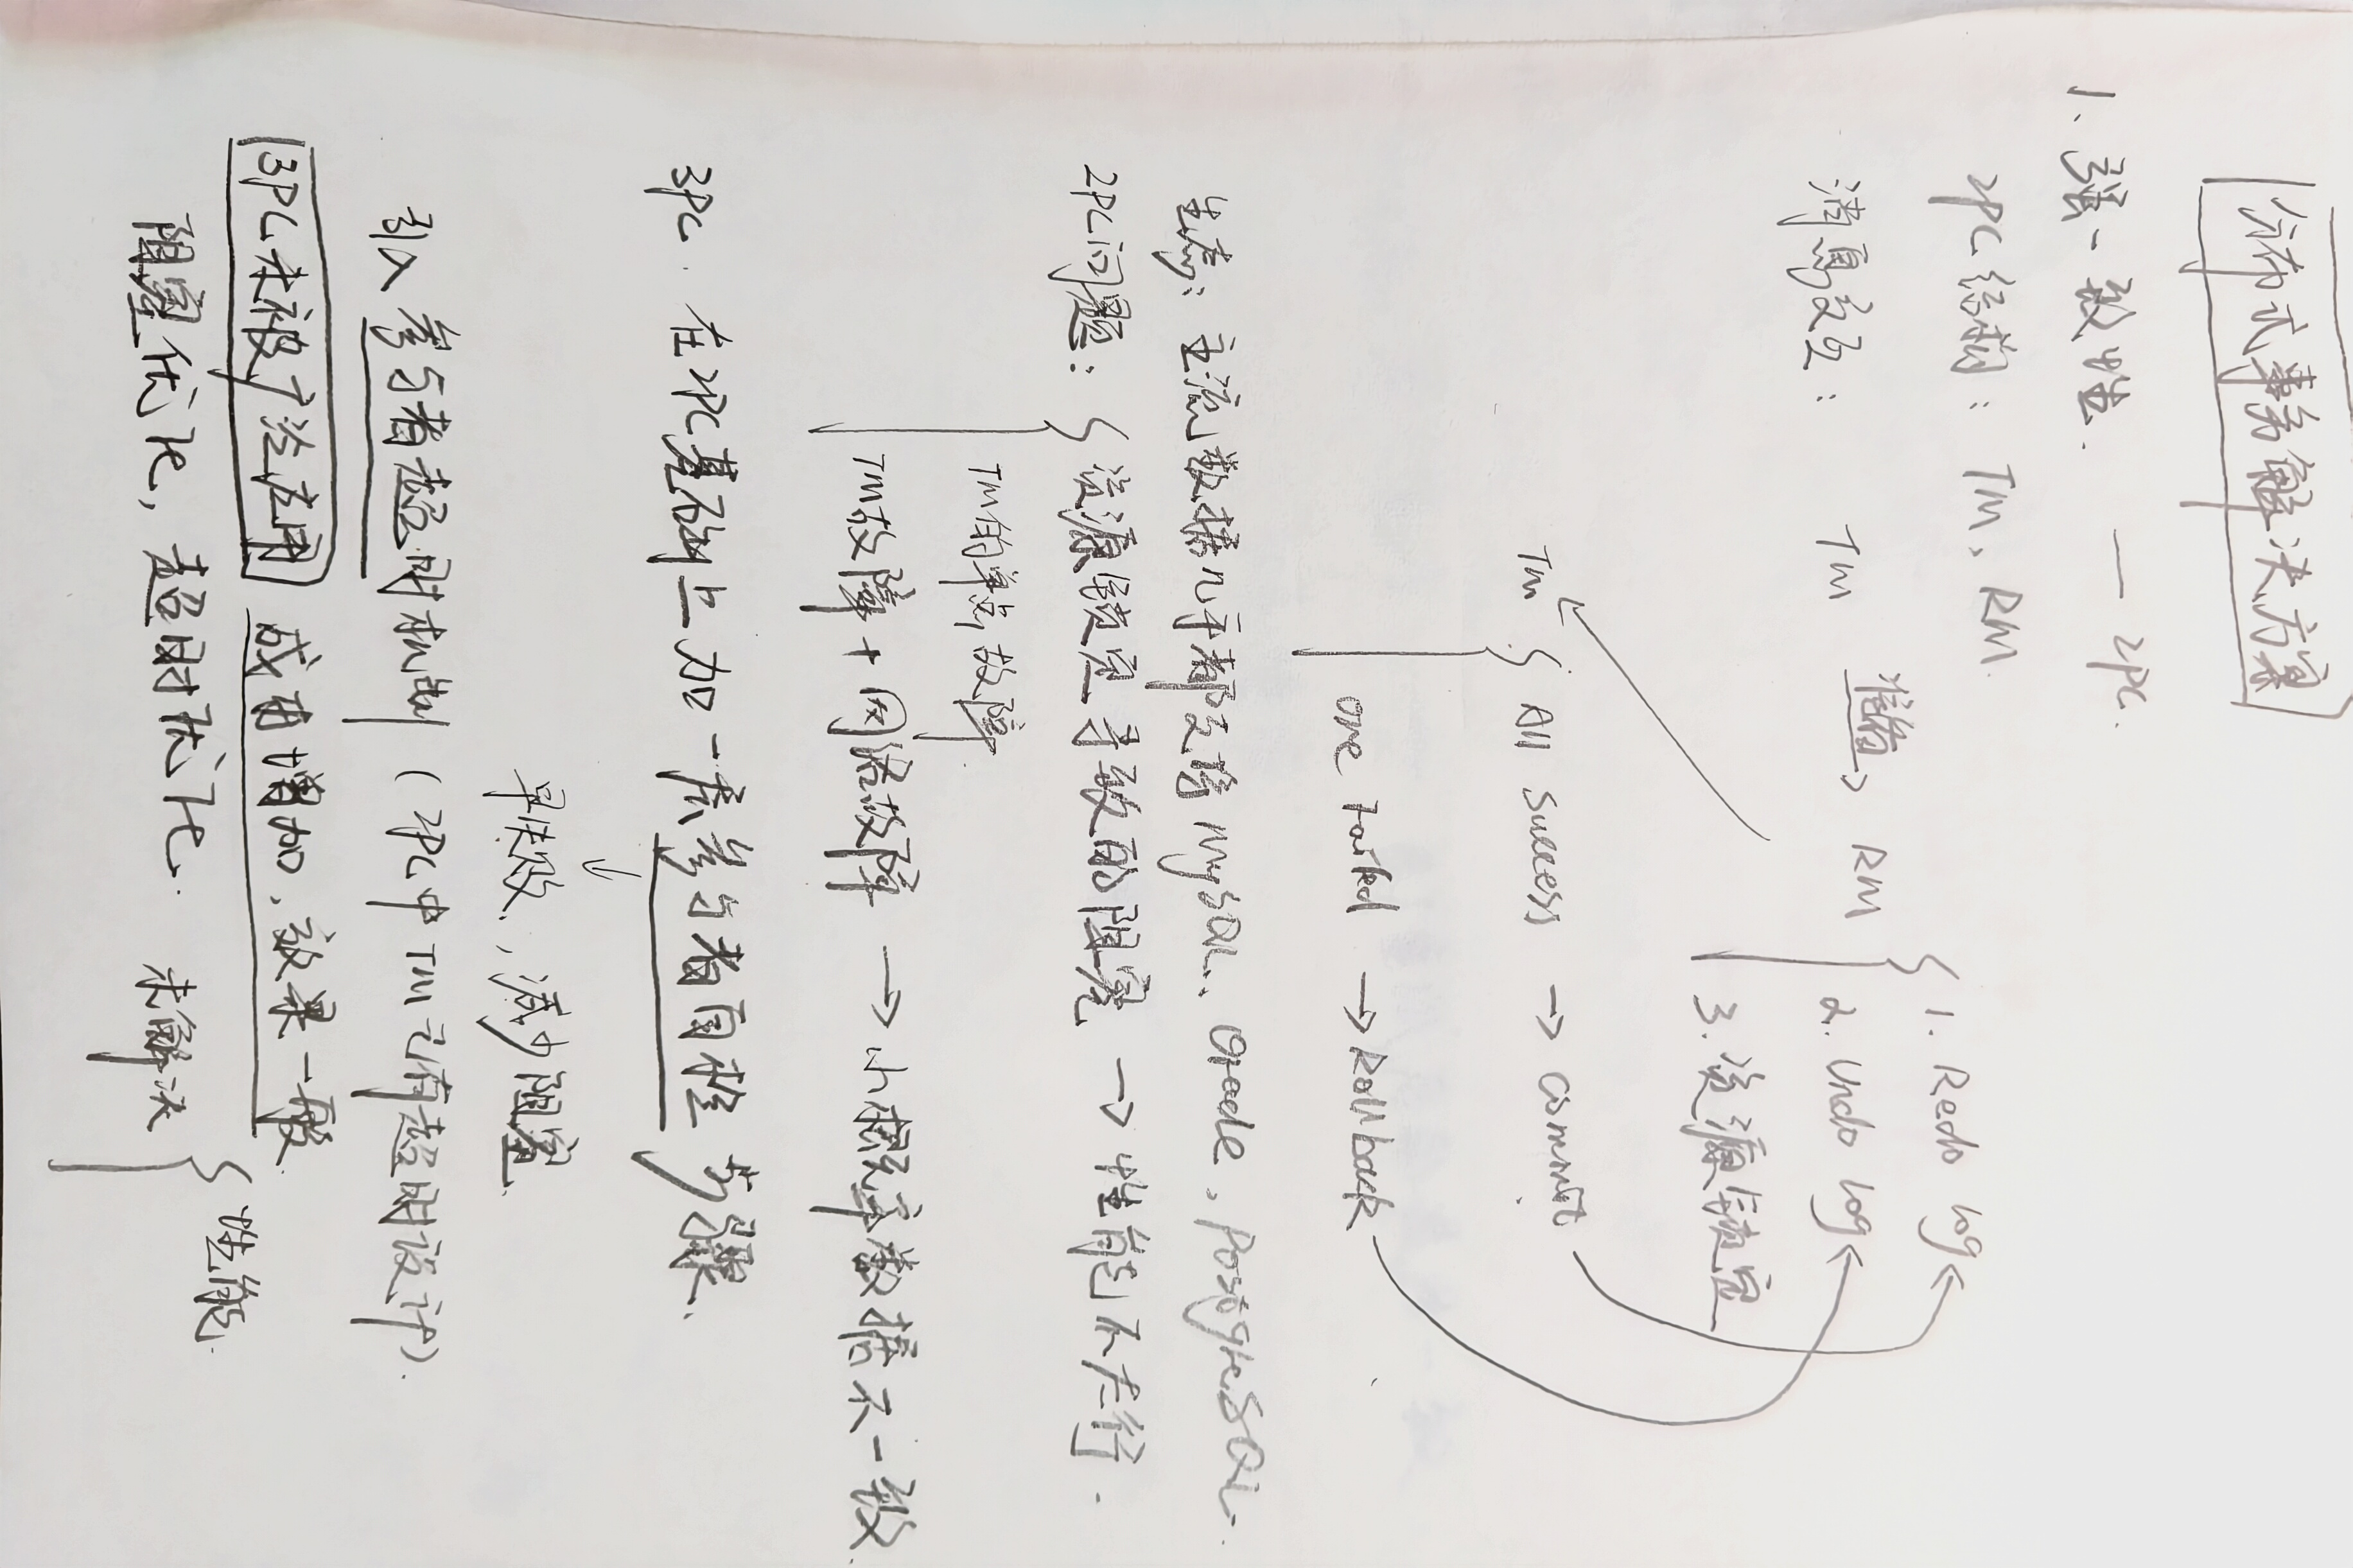 分布式事务解决方案
1、强一致性. — 2PC.
2PC结构: TM、RM.
消息交互: TM 准备→ RM
1. Redo log
2. Undo log
3. 资源锁定
TM All Success → Commit
one Failed → Rollback
生态: 主流数据几乎都支持 MySQL、Oracle、PostgreSQL.
2PC问题: 资源锁定导致的阻塞 → 性能不太行.
TM的单点故障.
TM故障 + 网络故障 → 小概率数据不一致.
3PC. 在2PC基础上加一层参与者自检步骤.
↓
早失败, 减少阻塞.
引入参与者超时机制 (2PC中TM已有超时设计).
3PC未被广泛应用 成本增加, 效果一般.
阻塞优化, 超时优化. 未解决 性能.